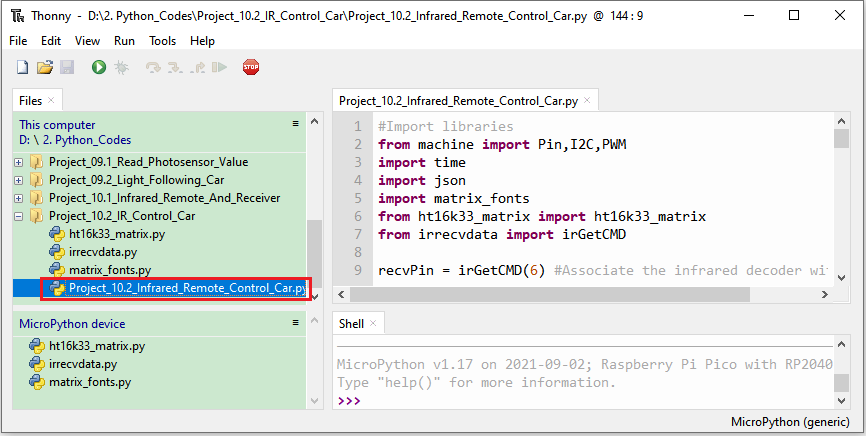 Thonny - D:\2. Python_Codes\Project_10.2_IR_Control_Car\Project_10.2_Infrared_Remote_Control_Car.py @ 144 : 9
File Edit View Run Tools Help
STOP
Files
This computer
D: \ 2. Python_Codes
Project_09.1_Read_Photosensor_Value
Project_09.2_Light_Following_Car
Project_10.1_Infrared_Remote_And_Receiver
Project_10.2_IR_Control_Car
ht16k33_matrix.py
irrecvdata.py
matrix_fonts.py
Project_10.2_Infrared_Remote_Control_Car.py
MicroPython device
ht16k33_matrix.py
irrecvdata.py
matrix_fonts.py
Project_10.2_Infrared_Remote_Control_Car.py
1 #Import libraries
2 from machine import Pin,I2C,PWM
3 import time
4 import json
5 import matrix_fonts
6 from ht16k33_matrix import ht16k33_matrix
7 from irrecvdata import irGetCMD
8
9 recvPin = irGetCMD(6) #Associate the infrared decoder wi
Shell
MicroPython v1.17 on 2021-09-02; Raspberry Pi Pico with RP2040
Type "help()" for more information.
>>>
MicroPython (generic)